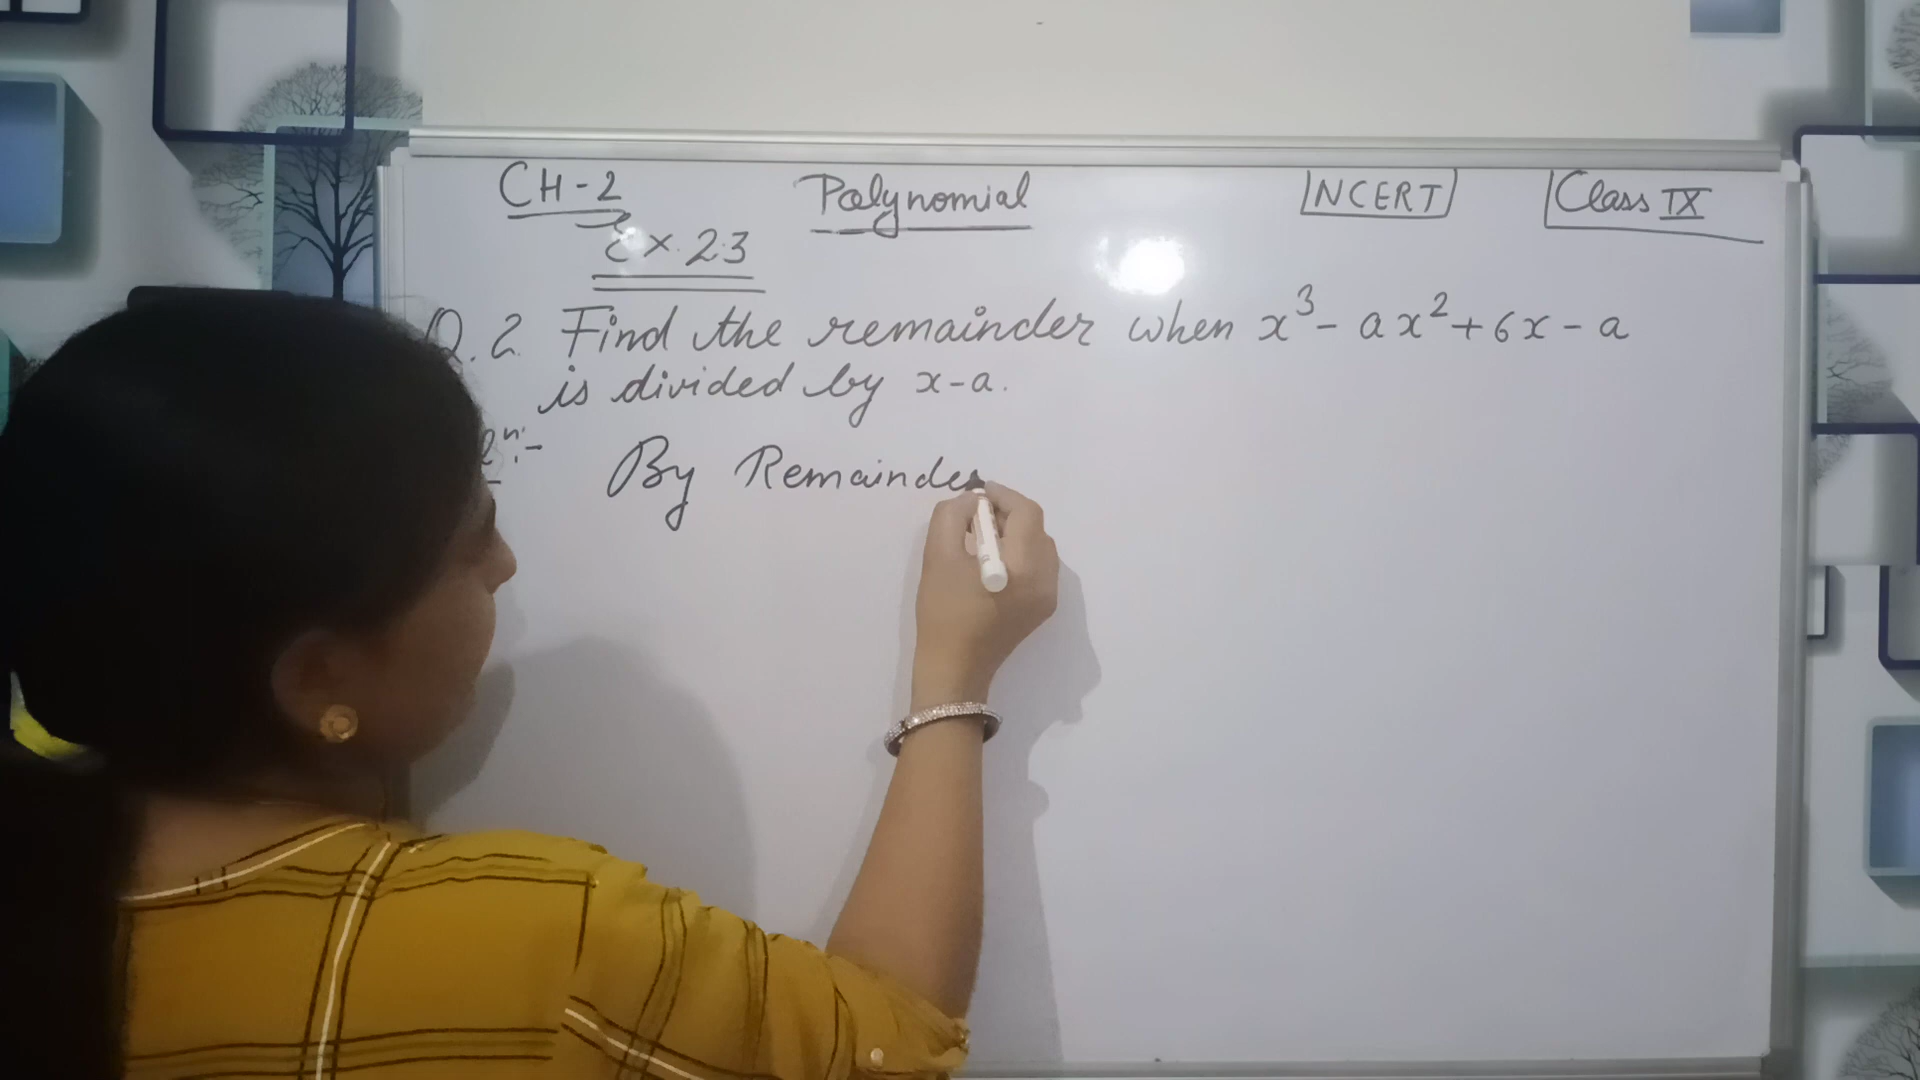 CH-2 Polynomial NCERT Class IX
Ex. 2.3
Q. 2. Find the remainder when x³ - ax² + 6x - a
is divided by x-a.
By Remainder